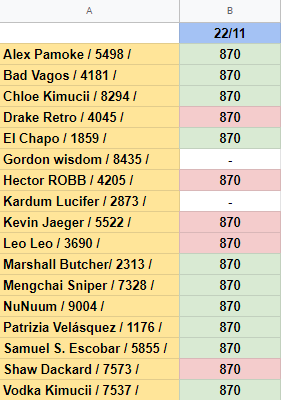 A B
22/11
Alex Pamoke / 5498 / 870
Bad Vagos / 4181 / 870
Chloe Kimucii / 8294 / 870
Drake Retro / 4045 / 870
El Chapo / 1859 / 870
Gordon wisdom / 8435 / -
Hector ROBB / 4205 / 870
Kardum Lucifer / 2873 / -
Kevin Jaeger / 5522 / 870
Leo Leo / 3690 / 870
Marshall Butcher/ 2313 / 870
Mengchai Sniper / 7328 / 870
NuNuum / 9004 / 870
Patrizia Velásquez / 1176 / 870
Samuel S. Escobar / 5855 / 870
Shaw Dackard / 7573 / 870
Vodka Kimucii / 7537 / 870